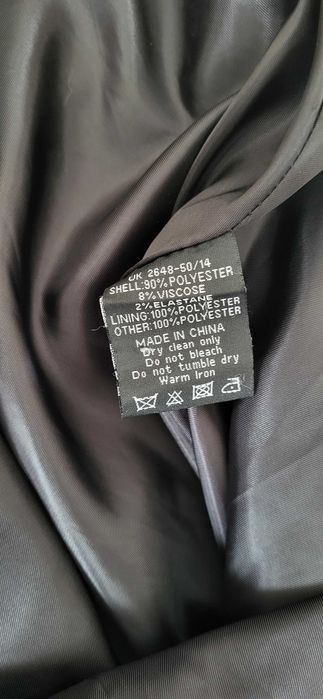 UK 2648-50/14
SHELL:90%POLYESTER
8%VISCOSE
2%ELASTANE
LINING:100%POLYESTER
OTHER:100%POLYESTER
MADE IN CHINA
Dry clean only
Do not bleach
Do not tumble dry
Warm Iron